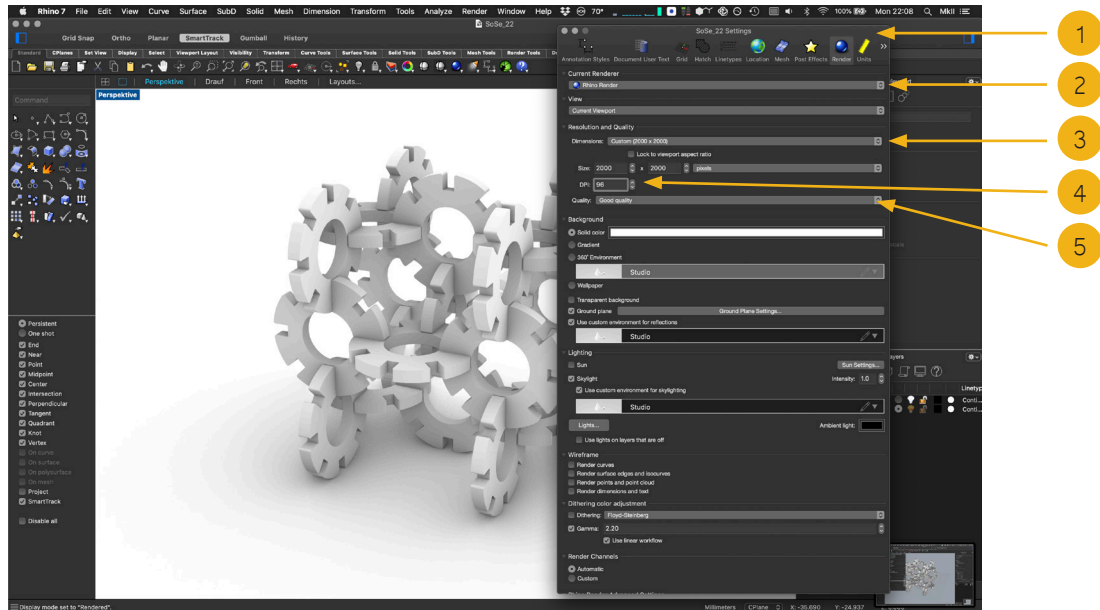 Rhino 7 File Edit View Curve Surface SubD Solid Mesh Dimension Transform Tools Analyze Render Window Help 70° 100% Mon 22:08 MkII
SoSe_22
Grid Snap Ortho Planar SmartTrack Gumball History
Standard CPlanes Set View Display Select Viewport Layout Visibility Transform Curve Tools Surface Tools Solid Tools SubD Tools Mesh Tools Render Tools
Perspektive Drauf Front Rechts Layouts...
Command
Perspektive
Persistent
One shot
End
Near
Point
Midpoint
Center
Intersection
Perpendicular
Tangent
Quadrant
Knot
Vertex
On curve
On surface
On polysurface
On mesh
Project
SmartTrack
Disable all
SoSe_22 Settings
Annotation Styles Document User Text Grid Hatch Linetypes Location Mesh Post Effects Render Units
Current Renderer
Rhino Render
View
Current Viewport
Resolution and Quality
Dimensions: Custom (2000 x 2000)
Lock to viewport aspect ratio
Size: 2000 x 2000 pixels
DPI: 96
Quality: Good quality
Background
Solid color
Gradient
360° Environment
Studio
Wallpaper
Transparent background
Ground plane Ground Plane Settings...
Use custom environment for reflections
Studio
Lighting
Sun Sun Settings...
Skylight Intensity: 1.0
Use custom environment for skylighting
Studio
Lights... Ambient light:
Use lights on layers that are off
Wireframe
Render curves
Render surface edges and isocurves
Render points and point cloud
Render dimensions and text
Dithering color adjustment
Dithering: Floyd-Steinberg
Gamma: 2.20
Use linear workflow
Render Channels
Automatic
Custom
Linetyp
Conti...
Conti...
Display mode set to "Rendered".
Millimeters CPlane X: -35.690 Y: -24.937
1
2
3
4
5